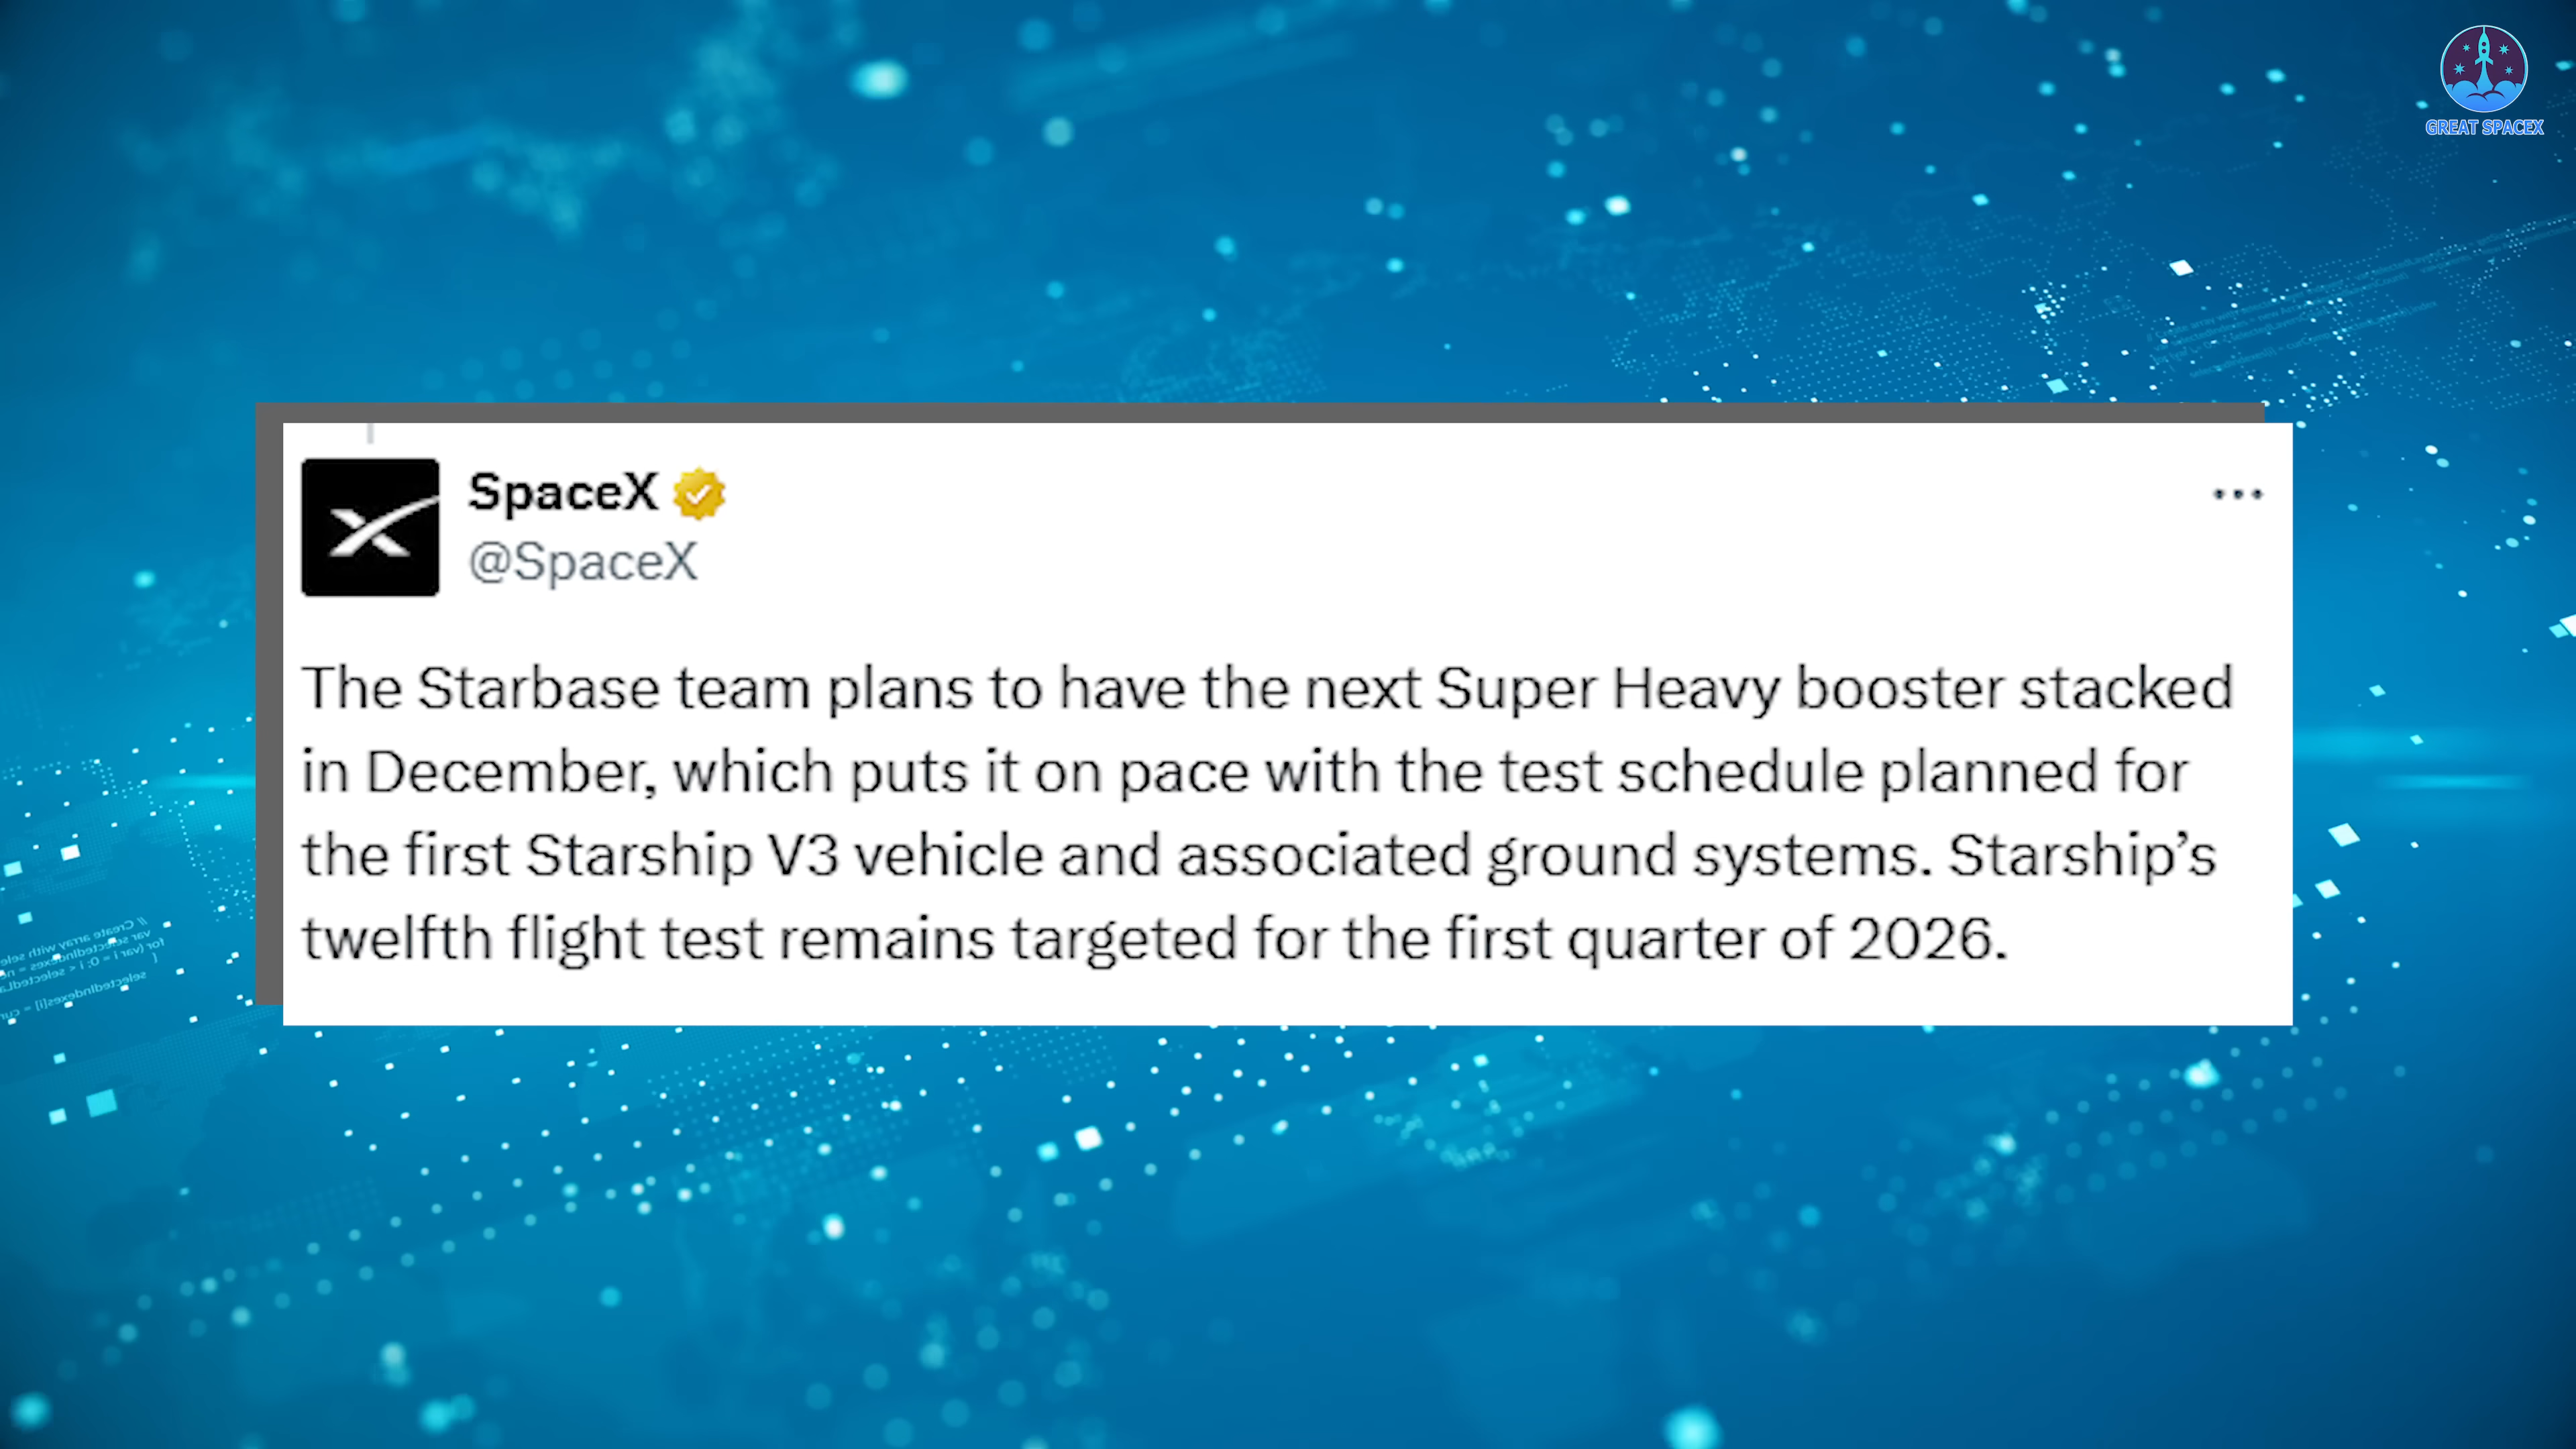 GREAT SPACEX
SpaceX
@SpaceX
The Starbase team plans to have the next Super Heavy booster stacked
in December, which puts it on pace with the test schedule planned for
the first Starship V3 vehicle and associated ground systems. Starship’s
twelfth flight test remains targeted for the first quarter of 2026.